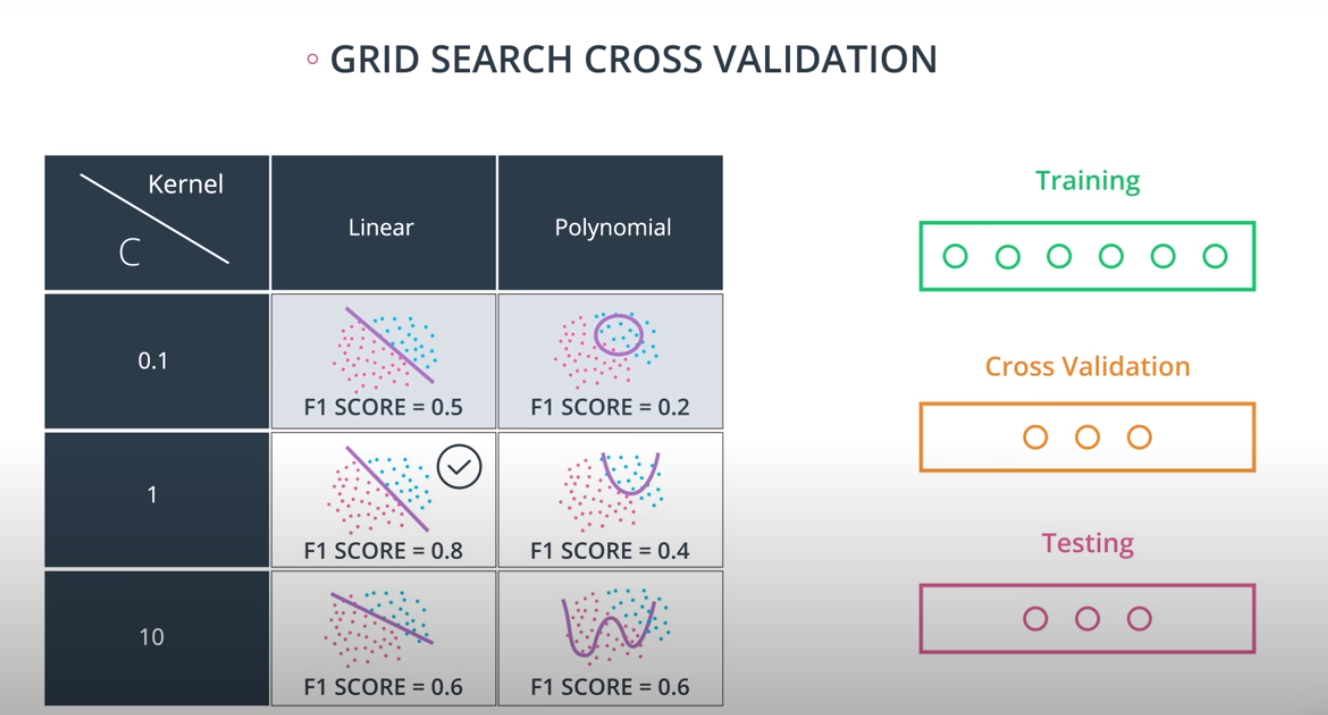 GRID SEARCH CROSS VALIDATION
Kernel
C
Linear
Polynomial
0.1
F1 SCORE = 0.5
F1 SCORE = 0.2
1
F1 SCORE = 0.8
F1 SCORE = 0.4
10
F1 SCORE = 0.6
F1 SCORE = 0.6
Training
Cross Validation
Testing